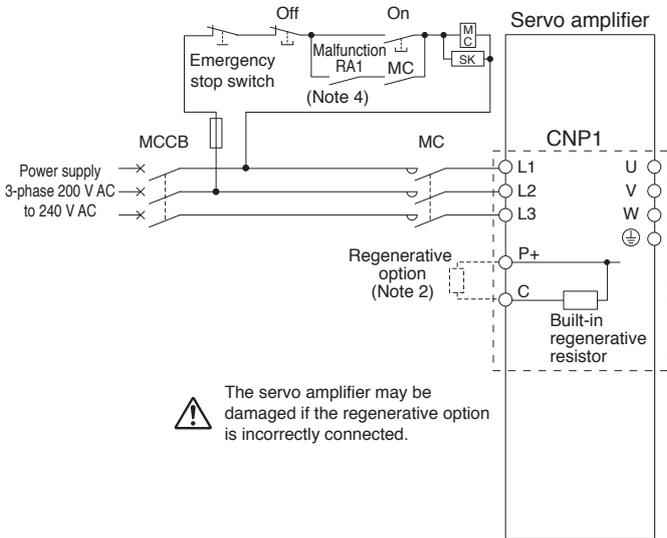 Off
On
Servo amplifier
M
C
SK
Malfunction
RA1
MC
(Note 4)
Emergency
stop switch
MCCB
MC
CNP1
Power supply
3-phase 200 V AC
to 240 V AC
L1
L2
L3
U
V
W
Regenerative
option
(Note 2)
P+
C
Built-in
regenerative
resistor
The servo amplifier may be
damaged if the regenerative option
is incorrectly connected.